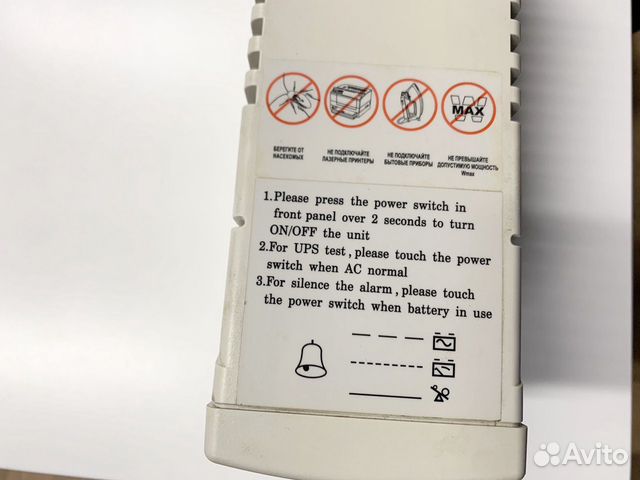 W
MAX
БЕРЕГИТЕ ОТ
НАСЕКОМЫХ
НЕ ПОДКЛЮЧАЙТЕ
ЛАЗЕРНЫЕ ПРИНТЕРЫ
НЕ ПОДКЛЮЧАЙТЕ
БЫТОВЫЕ ПРИБОРЫ
НЕ ПРЕВЫШАЙТЕ
ДОПУСТИМУЮ МОЩНОСТЬ
Wmax
1.Please press the power switch in
front panel over 2 seconds to turn
ON/OFF the unit
2.For UPS test, please touch the power
switch when AC normal
3.For silence the alarm, please touch
the power switch when battery in use
Avito